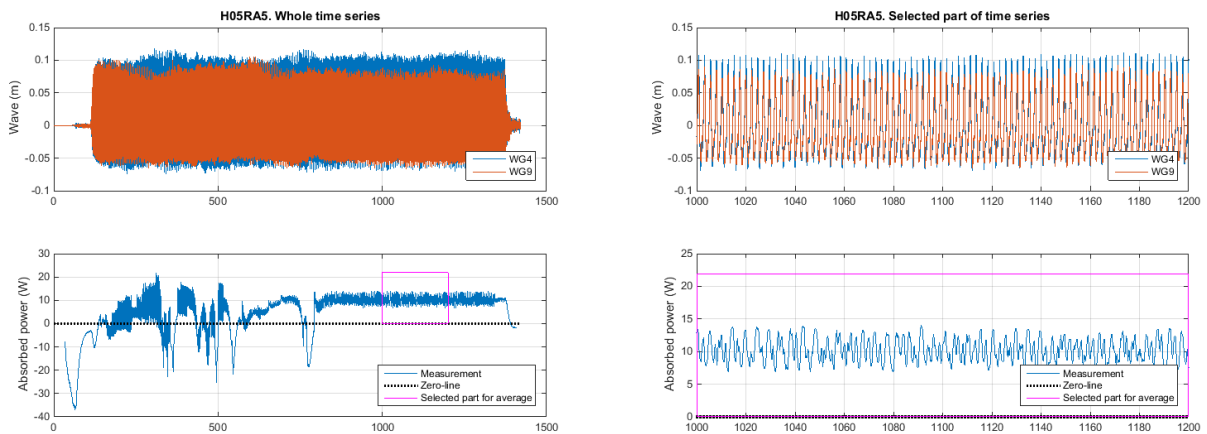 H05RA5. Whole time series
0.15
0.1
0.05
0
-0.05
-0.1
Wave (m)
WG4
WG9
0 500 1000 1500
H05RA5. Selected part of time series
0.15
0.1
0.05
0
-0.05
-0.1
Wave (m)
WG4
WG9
1000 1020 1040 1060 1080 1100 1120 1140 1160 1180 1200
30
20
10
0
-10
-20
-30
-40
Absorbed power (W)
Measurement
Zero-line
Selected part for average
0 500 1000 1500
25
20
15
10
5
0
Absorbed power (W)
Measurement
Zero-line
Selected part for average
1000 1020 1040 1060 1080 1100 1120 1140 1160 1180 1200